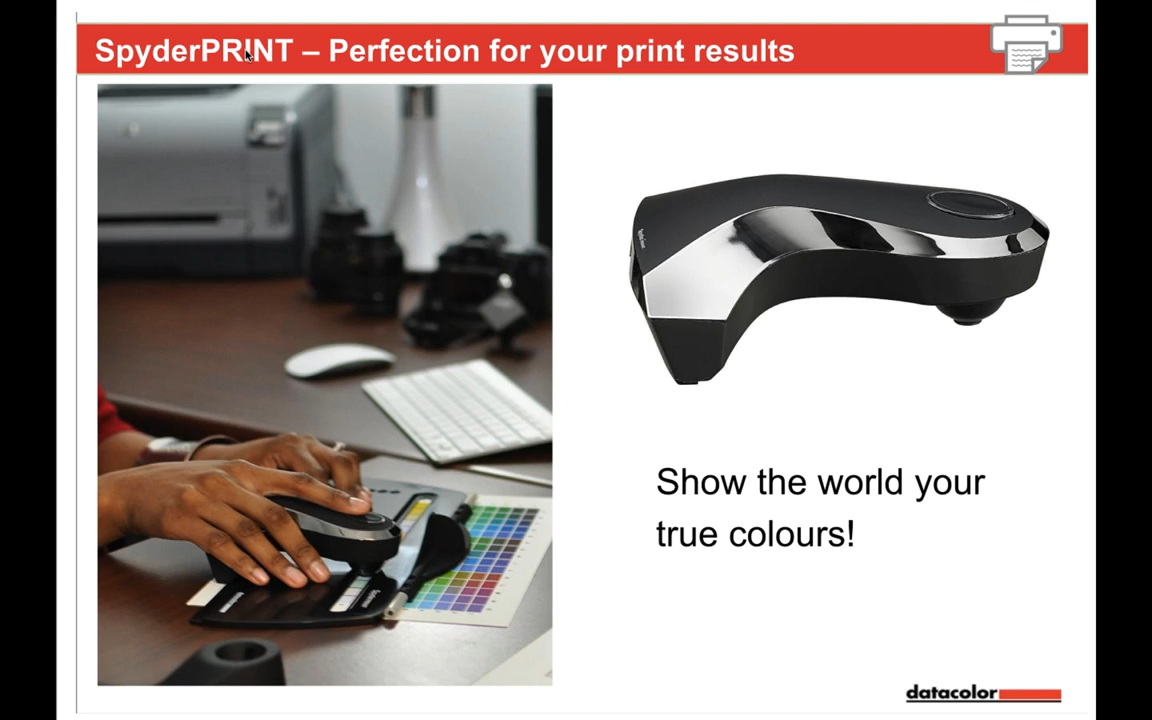 SpyderPRINT – Perfection for your print results
Show the world your
true colours!
datacolor